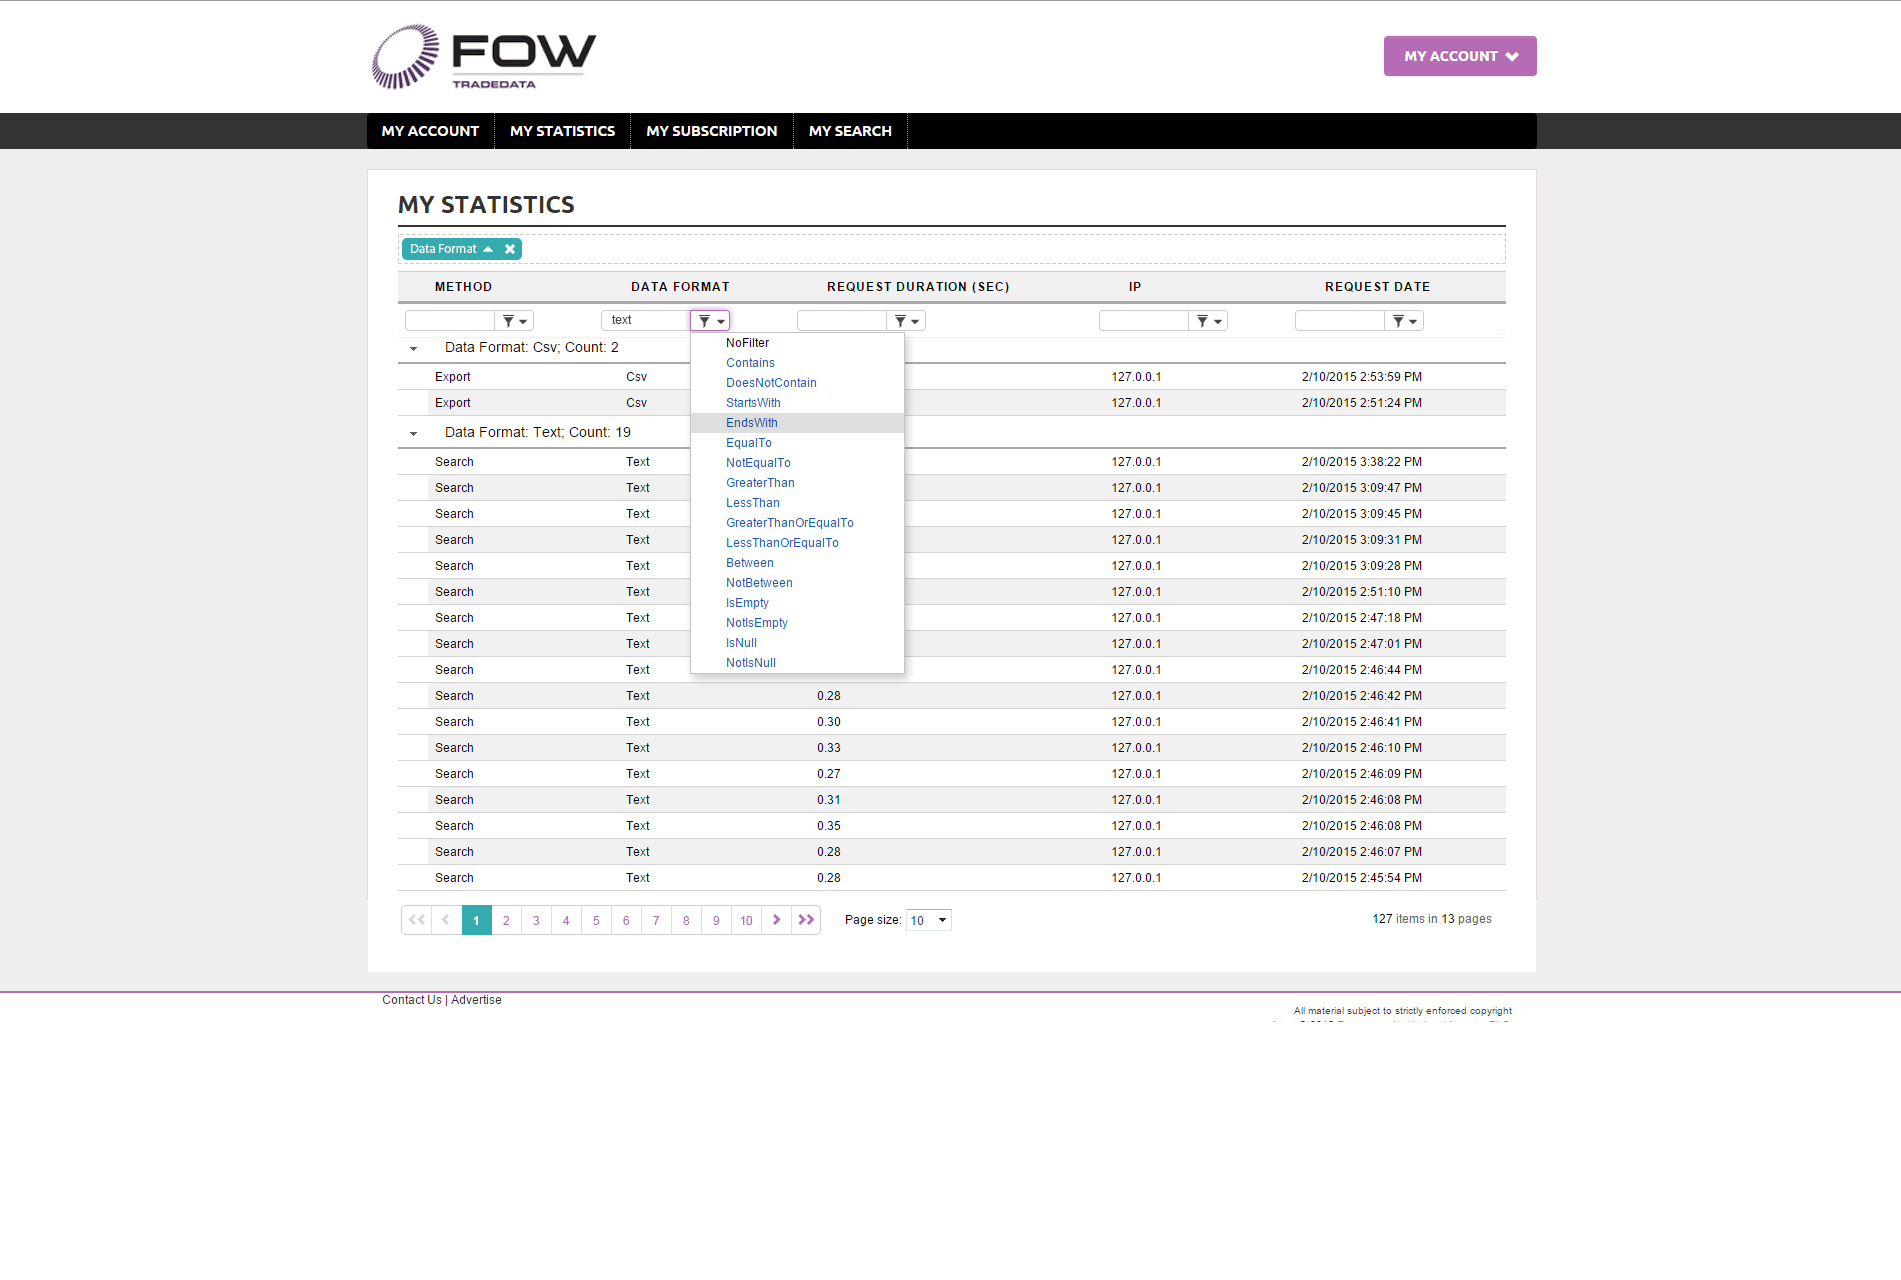 FOW
TRADEDATA
MY ACCOUNT
MY ACCOUNT MY STATISTICS MY SUBSCRIPTION MY SEARCH
MY STATISTICS
Data Format
METHOD DATA FORMAT REQUEST DURATION (SEC) IP REQUEST DATE
text
NoFilter
Contains
DoesNotContain
StartsWith
EndsWith
EqualTo
NotEqualTo
GreaterThan
LessThan
GreaterThanOrEqualTo
LessThanOrEqualTo
Between
NotBetween
IsEmpty
NotIsEmpty
IsNull
NotIsNull
Data Format: Csv; Count: 2
Export Csv 127.0.0.1 2/10/2015 2:53:59 PM
Export Csv 127.0.0.1 2/10/2015 2:51:24 PM
Data Format: Text; Count: 19
Search Text 127.0.0.1 2/10/2015 3:38:22 PM
Search Text 127.0.0.1 2/10/2015 3:09:47 PM
Search Text 127.0.0.1 2/10/2015 3:09:45 PM
Search Text 127.0.0.1 2/10/2015 3:09:31 PM
Search Text 127.0.0.1 2/10/2015 3:09:28 PM
Search Text 127.0.0.1 2/10/2015 2:51:10 PM
Search Text 127.0.0.1 2/10/2015 2:47:18 PM
Search Text 127.0.0.1 2/10/2015 2:47:01 PM
Search Text 127.0.0.1 2/10/2015 2:46:44 PM
Search Text 0.28 127.0.0.1 2/10/2015 2:46:42 PM
Search Text 0.30 127.0.0.1 2/10/2015 2:46:41 PM
Search Text 0.33 127.0.0.1 2/10/2015 2:46:10 PM
Search Text 0.27 127.0.0.1 2/10/2015 2:46:09 PM
Search Text 0.31 127.0.0.1 2/10/2015 2:46:08 PM
Search Text 0.35 127.0.0.1 2/10/2015 2:46:08 PM
Search Text 0.28 127.0.0.1 2/10/2015 2:46:07 PM
Search Text 0.28 127.0.0.1 2/10/2015 2:45:54 PM
1 2 3 4 5 6 7 8 9 10 Page size: 10 127 items in 13 pages
Contact Us | Advertise
All material subject to strictly enforced copyright